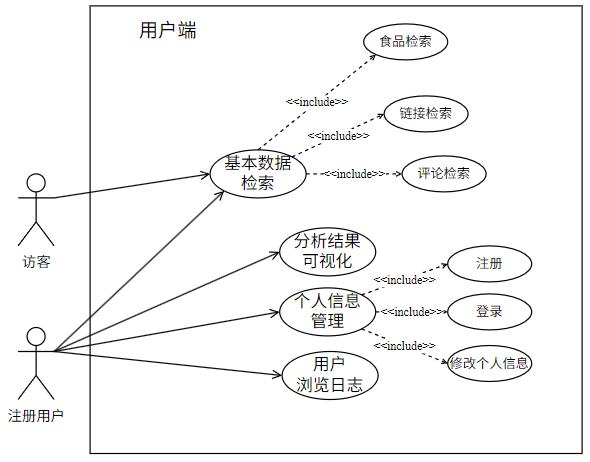 用户端
食品检索
<<include>>
链接检索
<<include>>
基本数据
检索
<<include>>
评论检索
访客
分析结果
可视化
个人信息
管理
<<include>>
注册
<<include>>
登录
<<include>>
修改个人信息
用户
浏览日志
注册用户